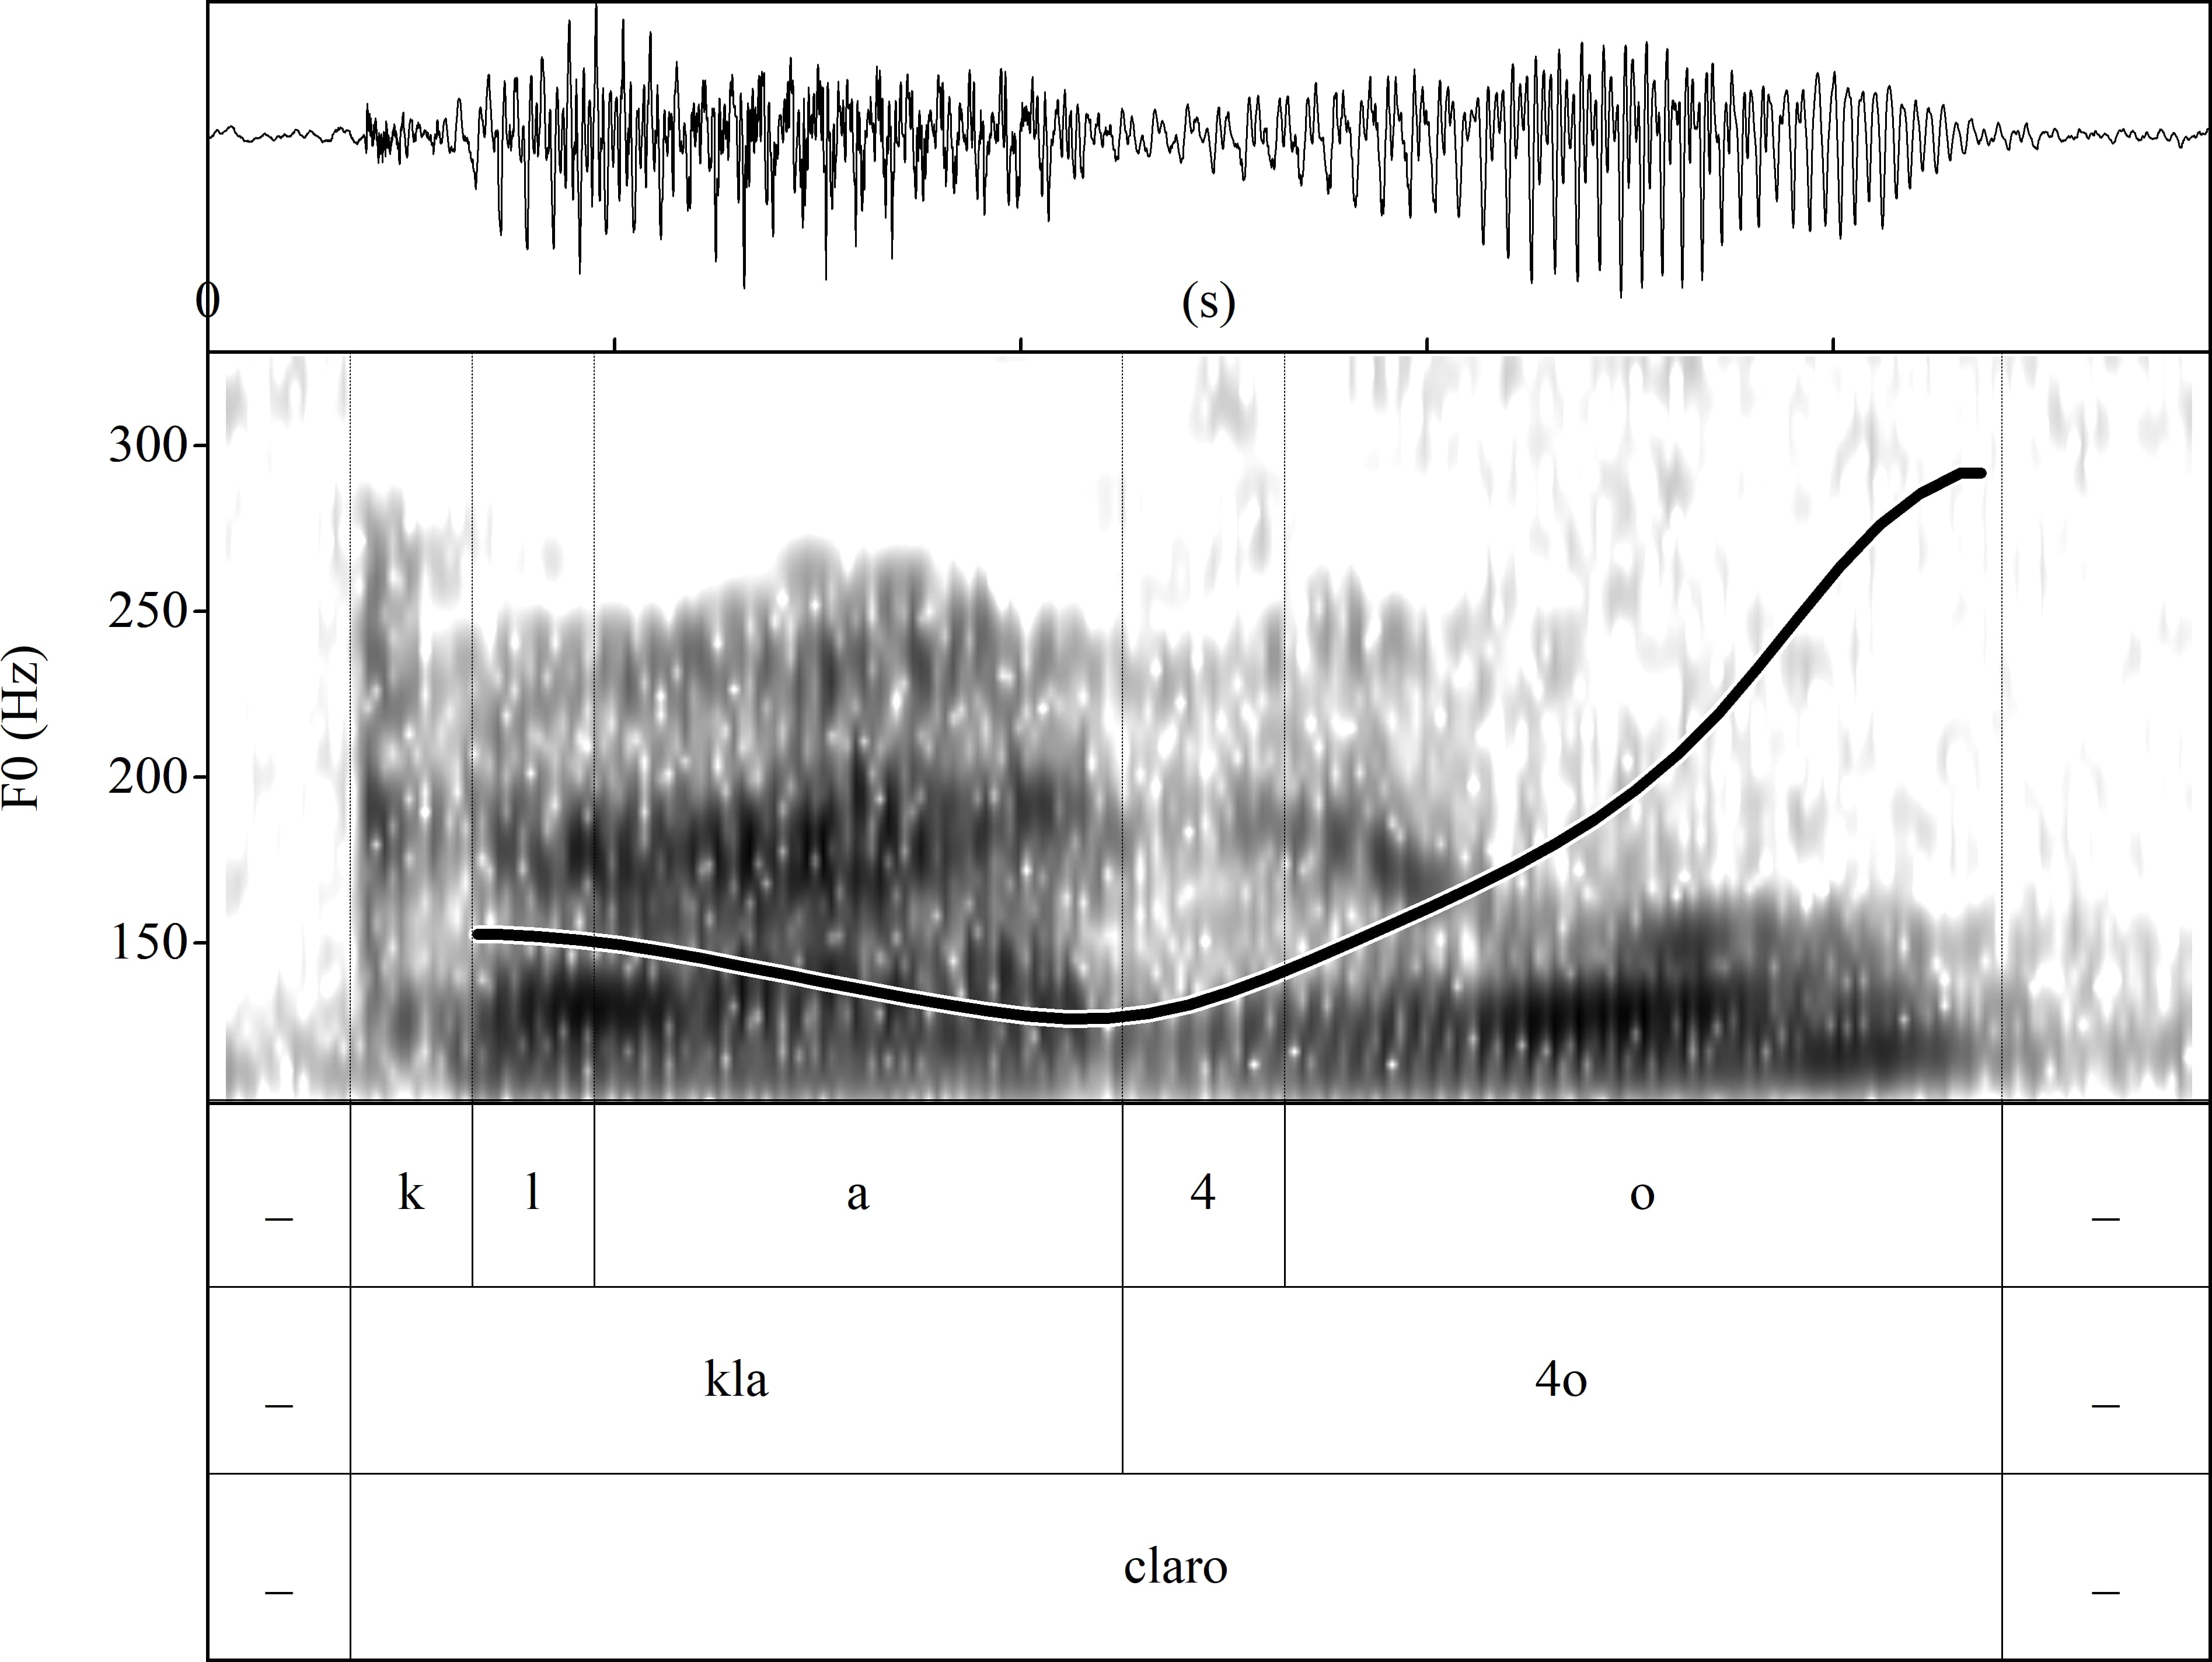 0 (s)
300
250
200
150
F0 (Hz)
_ k l a 4 o _
_ kla 4o _
_ claro _